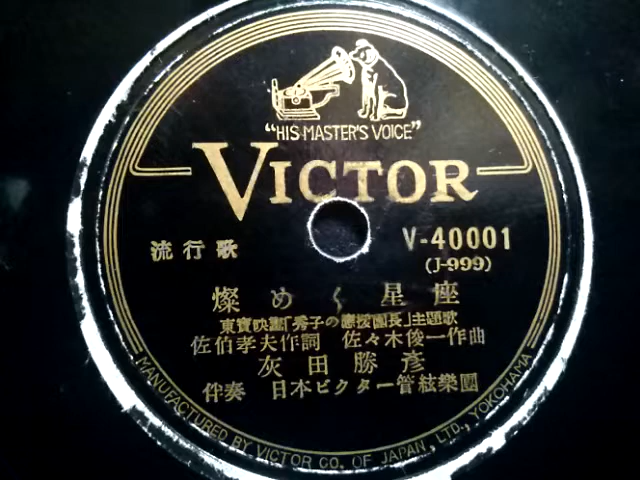 "HIS MASTER'S VOICE"
VICTOR
流行歌
V-40001
(J-999)
燦めく星座
東寶映畫「秀子の應援團長」主題歌
佐伯孝夫作詞 佐々木俊一作曲
灰田勝彦
伴奏 日本ビクター管絃樂團
MANUFACTURED BY VICTOR CO. OF JAPAN, LTD., YOKOHAMA